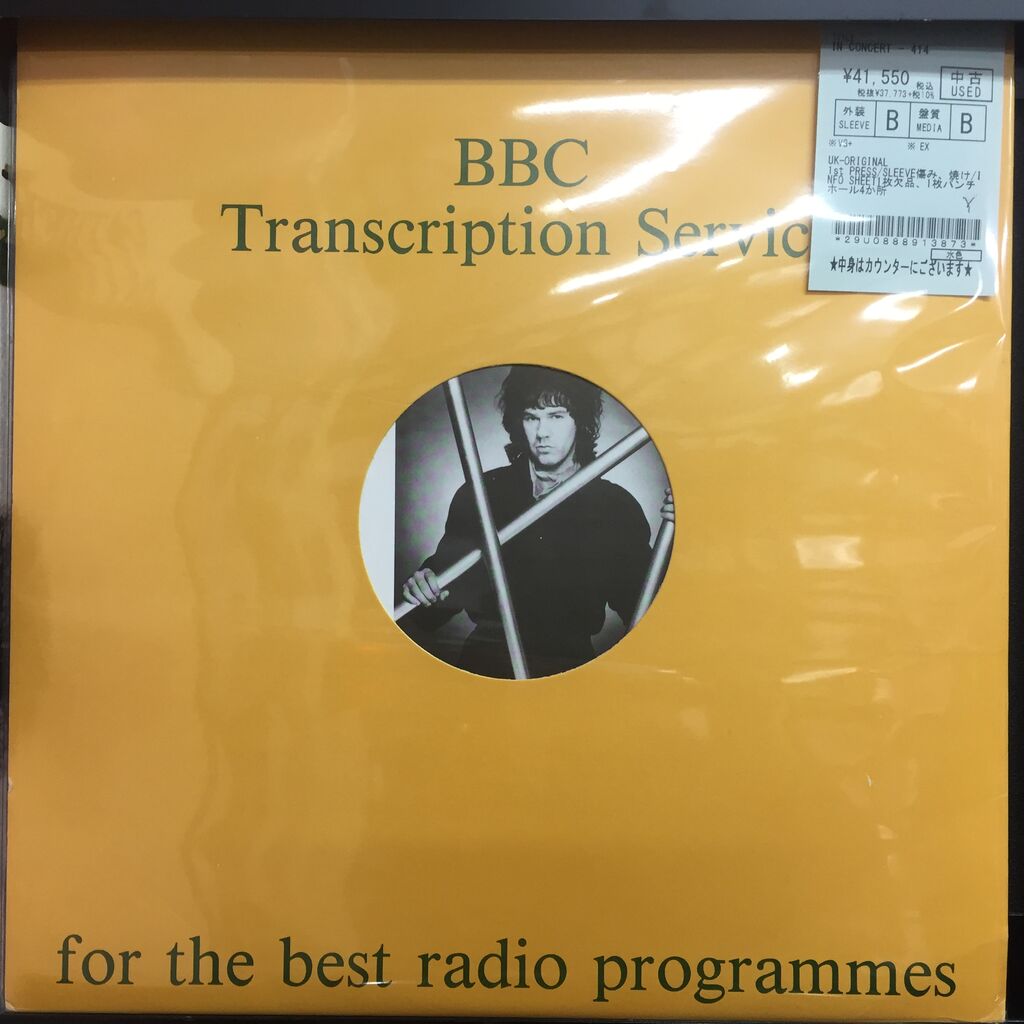 IN CONCERT - 414
¥41,550 税込
税抜¥37,773+税10%
中古
USED
外装
SLEEVE
B
盤質
MEDIA
B
※VG+
※ EX
UK-ORIGINAL
1st PRESS/SLEEVE傷み、焼け/I
NFO SHEET1枚欠品、1枚パンチ
ホール4か所
Y
*29U0888913873*
水色
★中身はカウンターにございます★
BBC
Transcription Servic
for the best radio programmes